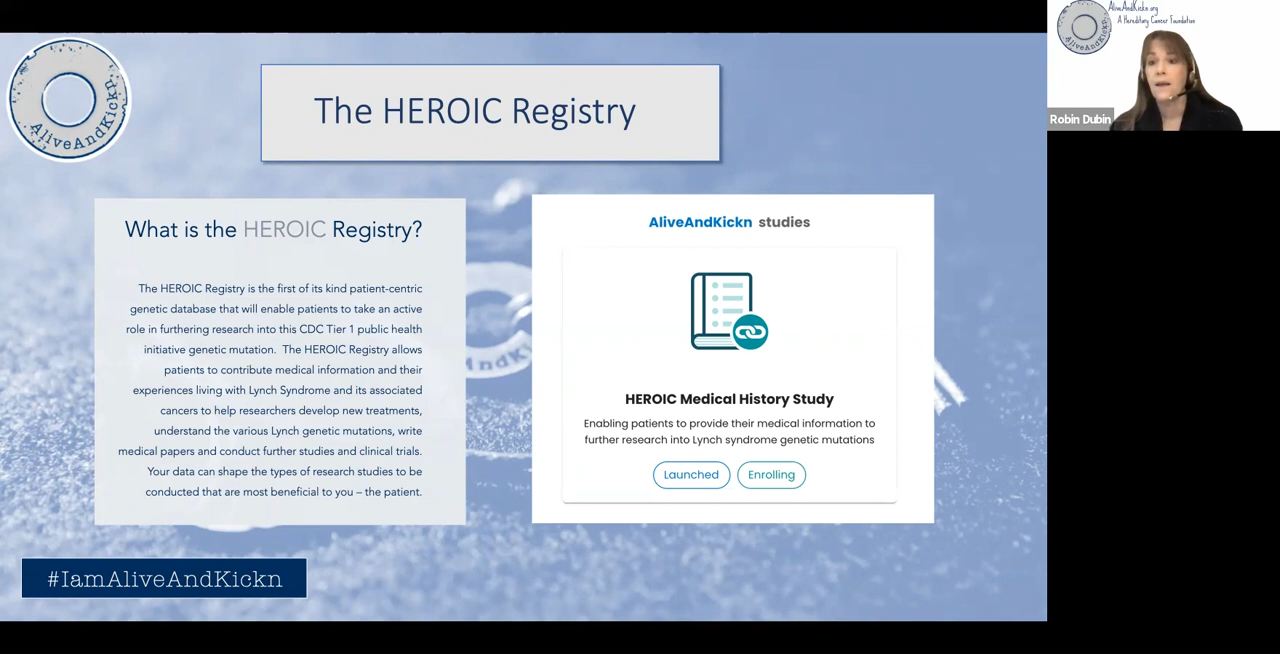 AliveAndKickn
The HEROIC Registry
What is the HEROIC Registry?
The HEROIC Registry is the first of its kind patient-centric
genetic database that will enable patients to take an active
role in furthering research into this CDC Tier 1 public health
initiative genetic mutation. The HEROIC Registry allows
patients to contribute medical information and their
experiences living with Lynch Syndrome and its associated
cancers to help researchers develop new treatments,
understand the various Lynch genetic mutations, write
medical papers and conduct further studies and clinical trials.
Your data can shape the types of research studies to be
conducted that are most beneficial to you – the patient.
AliveAndKickn studies
HEROIC Medical History Study
Enabling patients to provide their medical information to
further research into Lynch syndrome genetic mutations
Launched
Enrolling
#IamAliveAndKickn
AliveAndKickn.org
A Hereditary Cancer Foundation
AliveAndKickn
Robin Dubin